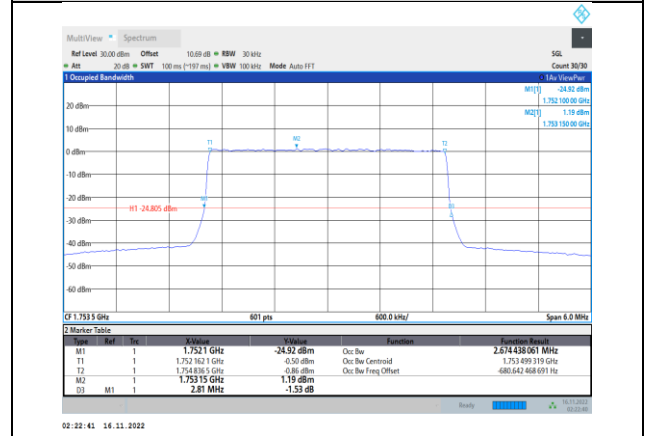 MultiView Spectrum
Ref Level 30.00 dBm Offset 10.69 dB RBW 30 kHz SGL
Att 20 dB SWT 100 ms (~197 ms) VBW 100 kHz Mode Auto FFT Count 30/30
1 Occupied Bandwidth 1Av ViewPwr
M1[1] -24.92 dBm
1.752 100 00 GHz
M2[1] 1.19 dBm
1.753 150 00 GHz
20 dBm
10 dBm
T1 M2 T2
0 dBm
-10 dBm
-20 dBm
H1 -24.805 dBm
-30 dBm
-40 dBm
-50 dBm
-60 dBm
CF 1.753 5 GHz 601 pts 600.0 kHz/ Span 6.0 MHz
2 Marker Table
Type Ref Trc X-Value Y-Value Function Function Result
M1 1 1.752 1 GHz -24.92 dBm Occ Bw 2.674 438 061 MHz
T1 1 1.752 162 1 GHz -0.50 dBm Occ Bw Centroid 1.753 499 319 GHz
T2 1 1.754 836 5 GHz -0.86 dBm Occ Bw Freq Offset -680.642 468 691 Hz
M2 1 1.753 15 GHz 1.19 dBm
D3 M1 1 2.81 MHz -1.53 dB
Ready 16.11.2022
02:22:41 16.11.2022